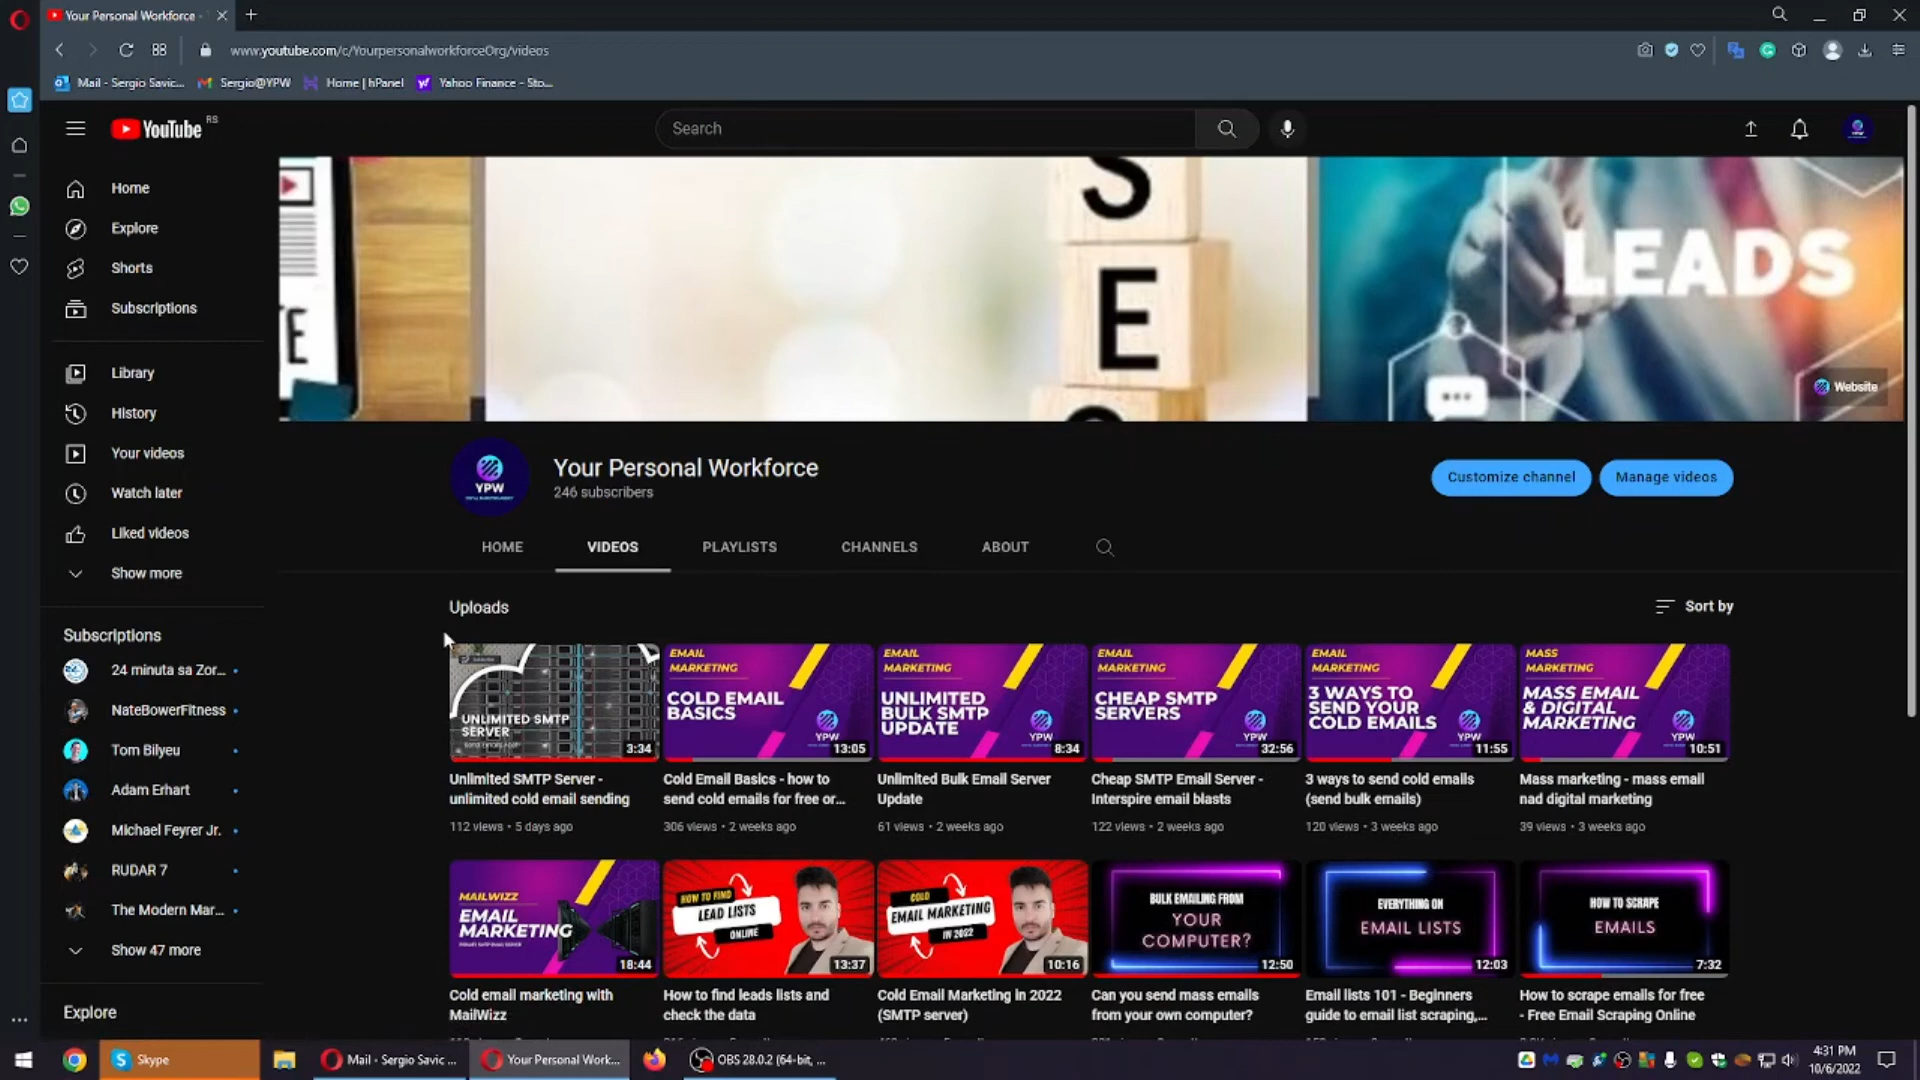 Your Personal Workforce -
www.youtube.com/c/YourpersonalworkforceOrg/videos
Mail - Sergio Savic...
Sergio@YPW
Home | hPanel
Yahoo Finance - Sto...
YouTube RS
Search
Home
Explore
Shorts
Subscriptions
Library
History
Your videos
Watch later
Liked videos
Show more
Subscriptions
24 minuta sa Zor...
NateBowerFitness
Tom Bilyeu
Adam Erhart
Michael Feyrer Jr.
RUDAR 7
The Modern Mar...
Show 47 more
Explore
S
E
LEADS
Website
YPW
Your Personal Workforce
246 subscribers
Customize channel
Manage videos
HOME
VIDEOS
PLAYLISTS
CHANNELS
ABOUT
Uploads
Sort by
UNLIMITED SMTP
SERVER
3:34
EMAIL
MARKETING
COLD EMAIL
BASICS
YPW
13:05
EMAIL
MARKETING
UNLIMITED
BULK SMTP
UPDATE
YPW
8:34
EMAIL
MARKETING
CHEAP SMTP
SERVERS
YPW
32:56
EMAIL
MARKETING
3 WAYS TO
SEND YOUR
COLD EMAILS
YPW
11:55
MASS
MARKETING
MASS EMAIL
& DIGITAL
MARKETING
YPW
10:51
Unlimited SMTP Server -
unlimited cold email sending
112 views • 5 days ago
Cold Email Basics - how to
send cold emails for free or...
306 views • 2 weeks ago
Unlimited Bulk Email Server
Update
61 views • 2 weeks ago
Cheap SMTP Email Server -
Interspire email blasts
122 views • 2 weeks ago
3 ways to send cold emails
(send bulk emails)
120 views • 3 weeks ago
Mass marketing - mass email
nad digital marketing
39 views • 3 weeks ago
MAILWIZZ
EMAIL
MARKETING
18:44
HOW TO FIND
LEAD LISTS
ONLINE
13:37
COLD
EMAIL MARKETING
IN 2022
10:16
BULK EMAILING FROM
YOUR
COMPUTER?
12:50
EVERYTHING ON
EMAIL LISTS
12:03
HOW TO SCRAPE
EMAILS
7:32
Cold email marketing with
MailWizz
How to find leads lists and
check the data
Cold Email Marketing in 2022
(SMTP server)
Can you send mass emails
from your own computer?
Email lists 101 - Beginners
guide to email list scraping,...
How to scrape emails for free
- Free Email Scraping Online
Skype
Mail - Sergio Savic ...
Your Personal Work...
OBS 28.0.2 (64-bit, ...
4:31 PM
10/6/2022